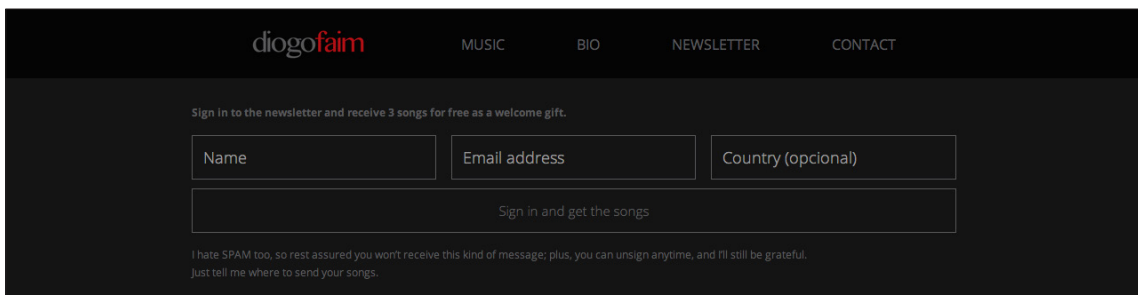 diogofaim MUSIC BIO NEWSLETTER CONTACT
Sign in to the newsletter and receive 3 songs for free as a welcome gift.
Name Email address Country (opcional)
Sign in and get the songs
I hate SPAM too, so rest assured you won't receive this kind of message; plus, you can unsign anytime, and I'll still be grateful.
Just tell me where to send your songs.